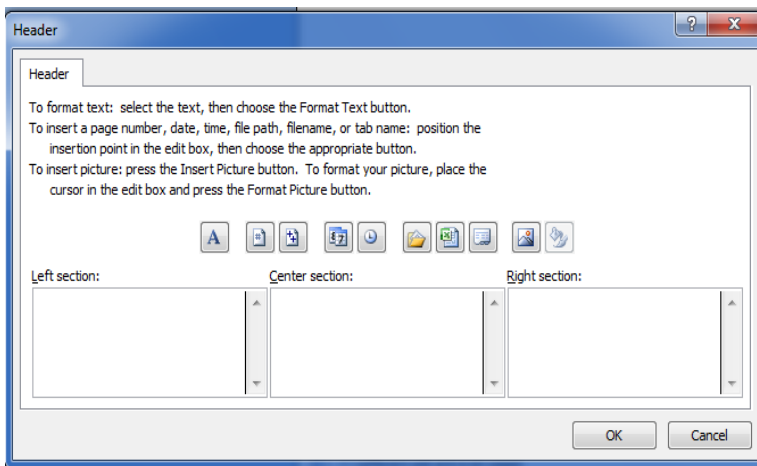 Header
Header
To format text: select the text, then choose the Format Text button.
To insert a page number, date, time, file path, filename, or tab name: position the
insertion point in the edit box, then choose the appropriate button.
To insert picture: press the Insert Picture button. To format your picture, place the
cursor in the edit box and press the Format Picture button.
A
Left section: Center section: Right section:
OK Cancel